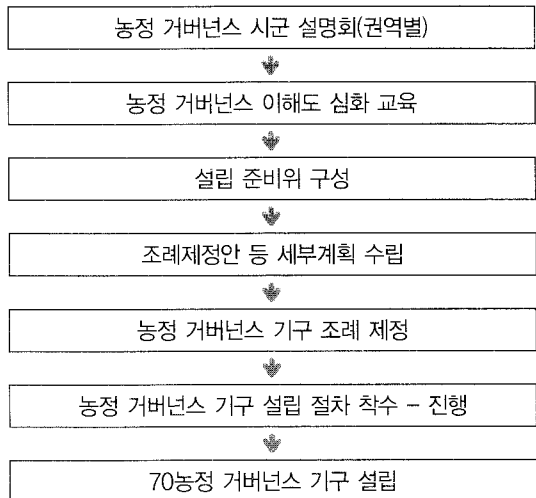 농정 거버넌스 시군 설명회(권역별)
농정 거버넌스 이해도 심화 교육
설립 준비위 구성
조례제정안 등 세부계획 수립
농정 거버넌스 기구 조례 제정
농정 거버넌스 기구 설립 절차 착수 - 진행
70농정 거버넌스 기구 설립